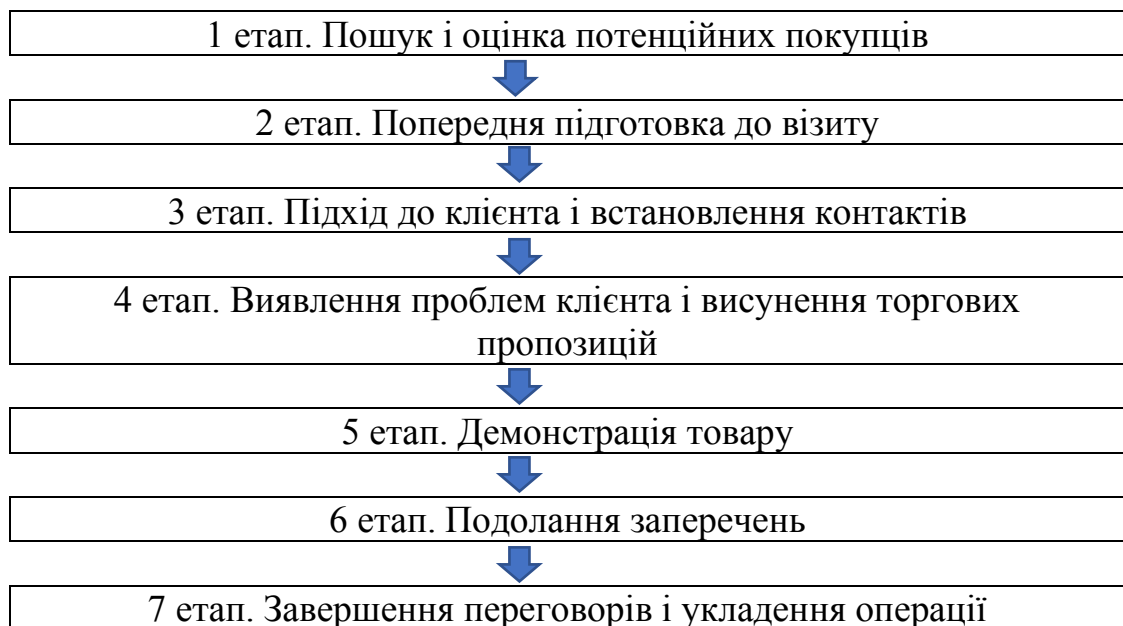 1 етап. Пошук і оцінка потенційних покупців
2 етап. Попередня підготовка до візиту
3 етап. Підхід до клієнта і встановлення контактів
4 етап. Виявлення проблем клієнта і висунення торгових
пропозицій
5 етап. Демонстрація товару
6 етап. Подолання заперечень
7 етап. Завершення переговорів і укладення операції